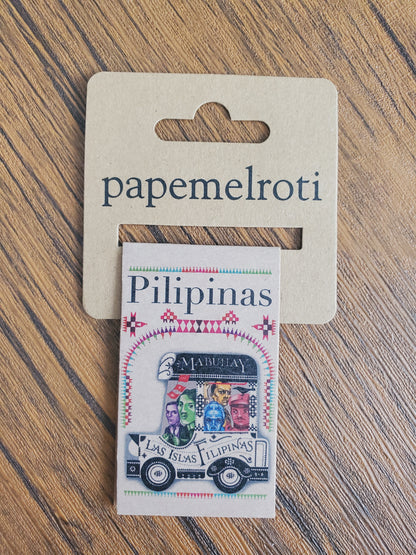 papemelroti
Pilipinas
MABUHAY
LAS ISLAS FILIPINAS